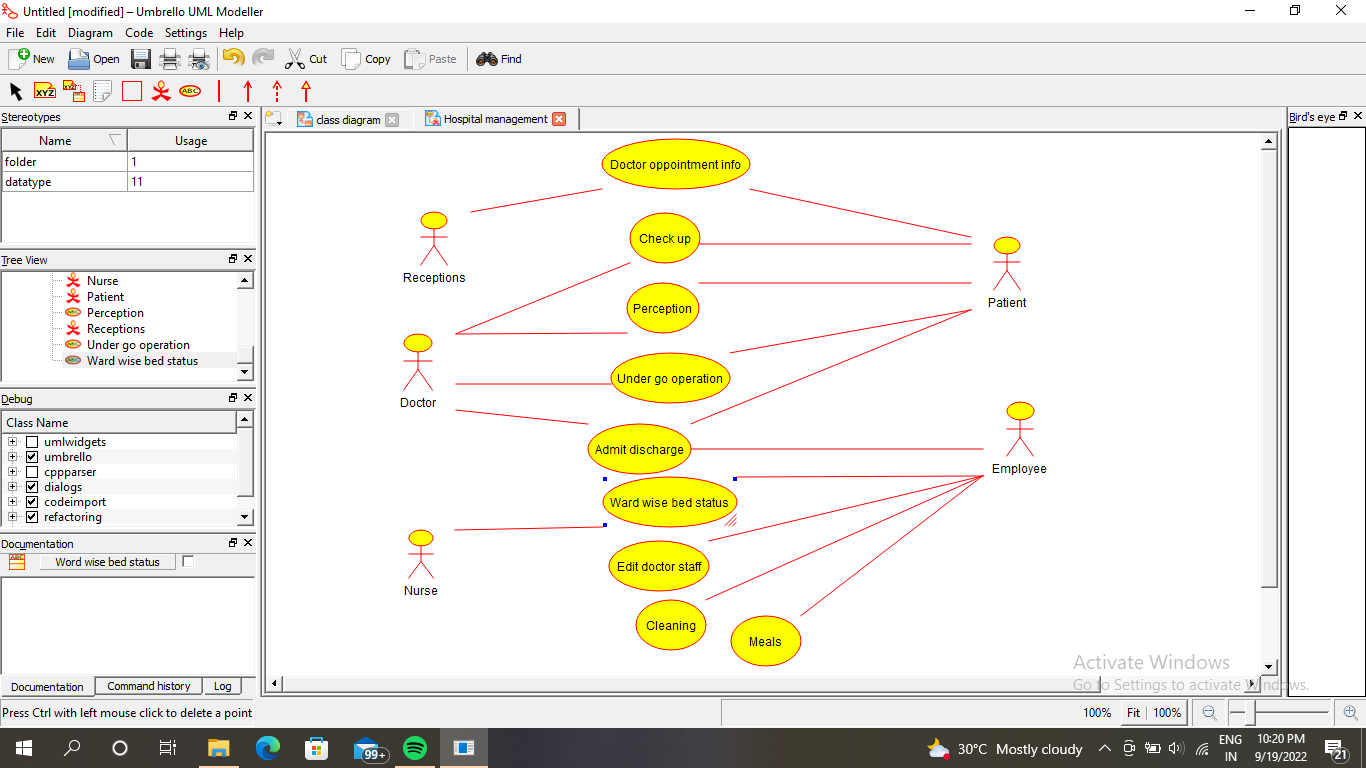 Untitled [modified] – Umbrello UML Modeller
File Edit Diagram Code Settings Help
New Open Cut Copy Paste Find
XYZ XYZ ABC
Stereotypes
Name Usage
folder 1
datatype 11
Tree View
Nurse
Patient
Perception
Receptions
Under go operation
Ward wise bed status
Debug
Class Name
umlwidgets
umbrello
cppparser
dialogs
codeimport
refactoring
Documentation
Ward wise bed status
Documentation Command history Log
Press Ctrl with left mouse click to delete a point
class diagram Hospital management
Doctor oppointment info
Receptions
Check up
Patient
Perception
Doctor
Under go operation
Admit discharge
Employee
Ward wise bed status
Nurse
Edit doctor staff
Cleaning
Meals
Bird's eye
Activate Windows
Go to Settings to activate Windows.
100% Fit 100%
99+
30°C Mostly cloudy
ENG
IN
10:20 PM
9/19/2022
21